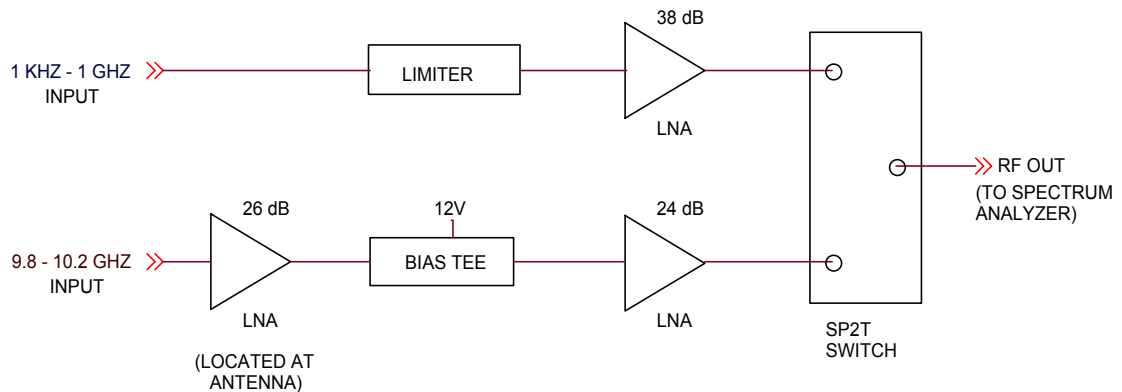 38 dB
1 KHZ - 1 GHZ
INPUT
LIMITER
LNA
RF OUT
(TO SPECTRUM
ANALYZER)
26 dB
12V
24 dB
9.8 - 10.2 GHZ
INPUT
BIAS TEE
LNA
LNA
(LOCATED AT
ANTENNA)
SP2T
SWITCH